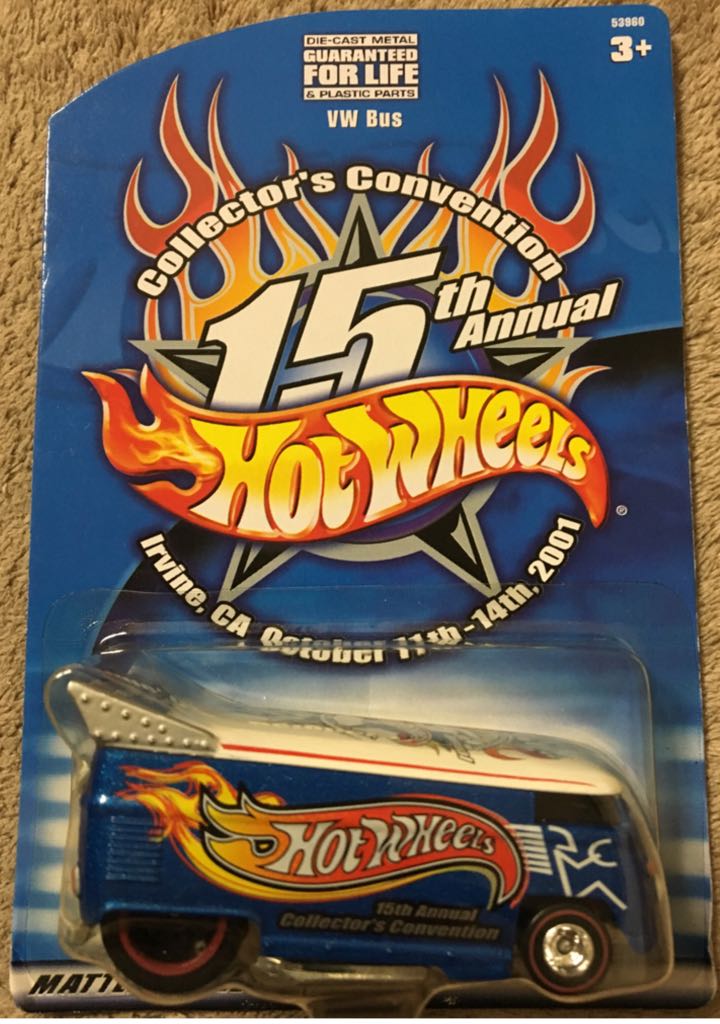 53960
3+
DIE-CAST METAL
GUARANTEED
FOR LIFE
& PLASTIC PARTS
VW Bus
Collector's Convention
15th Annual
Hot Wheels ®
Irvine, CA October 11th-14th, 2001
Hot Wheels
15th Annual
Collector's Convention